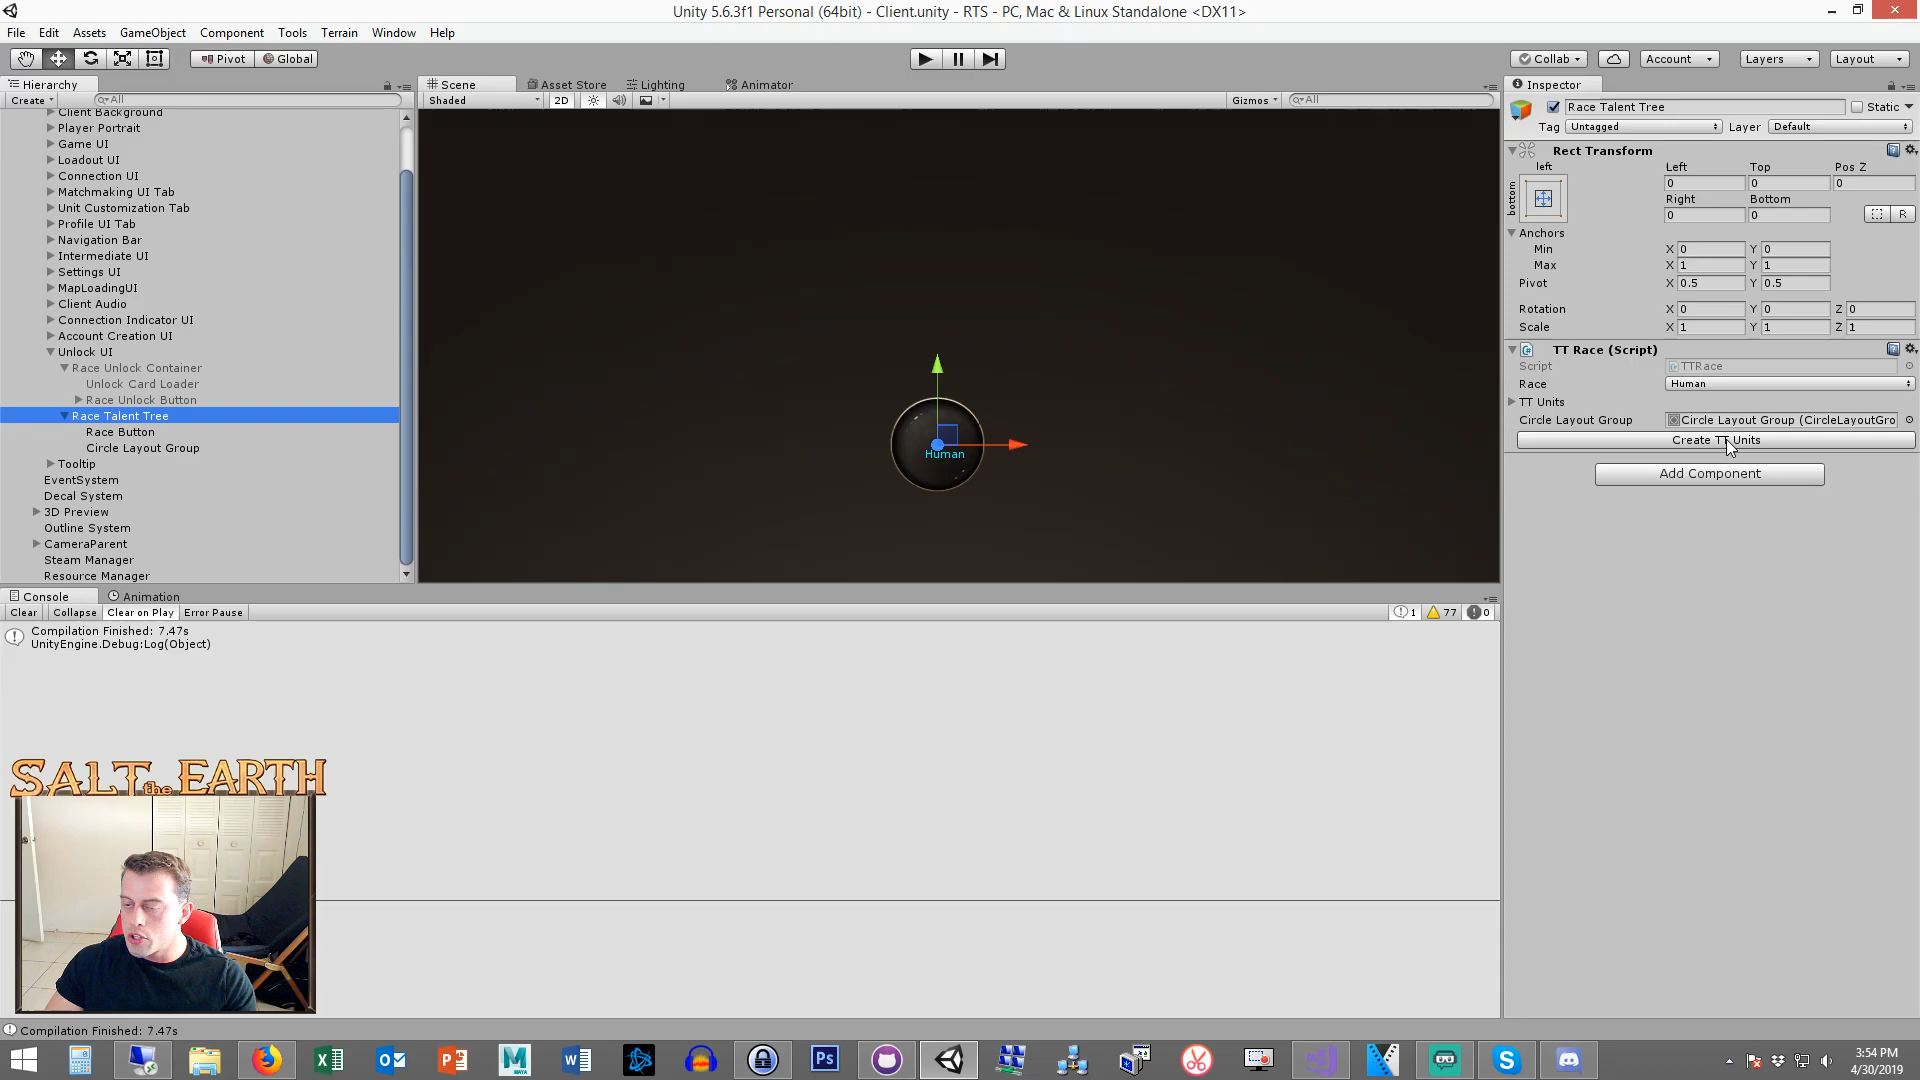 Unity 5.6.3f1 Personal (64bit) - Client.unity - RTS - PC, Mac & Linux Standalone <DX11>
File Edit Assets GameObject Component Tools Terrain Window Help
Pivot Global Collab Account Layers Layout
Hierarchy
Create All
Client Background
Player Portrait
Game UI
Loadout UI
Connection UI
Matchmaking UI Tab
Unit Customization Tab
Profile UI Tab
Navigation Bar
Intermediate UI
Settings UI
MapLoadingUI
Client Audio
Connection Indicator UI
Account Creation UI
Unlock UI
Race Unlock Container
Unlock Card Loader
Race Unlock Button
Race Talent Tree
Race Button
Circle Layout Group
Tooltip
EventSystem
Decal System
3D Preview
Outline System
CameraParent
Steam Manager
Resource Manager
Scene Asset Store Lighting Animator
Shaded 2D Gizmos All
Human
Inspector
Race Talent Tree Static
Tag Untagged Layer Default
Rect Transform
left Left Top Pos Z
bottom 0 0 0
Right Bottom
0 0 R
Anchors
Min X 0 Y 0
Max X 1 Y 1
Pivot X 0.5 Y 0.5
Rotation X 0 Y 0 Z 0
Scale X 1 Y 1 Z 1
TT Race (Script)
Script TTRace
Race Human
TT Units
Circle Layout Group Circle Layout Group (CircleLayoutGro
Create TT Units
Add Component
Console Animation
Clear Collapse Clear on Play Error Pause 1 77 0
Compilation Finished: 7.47s
UnityEngine.Debug:Log(Object)
SALT the EARTH
Compilation Finished: 7.47s
Ps
3:54 PM
4/30/2019